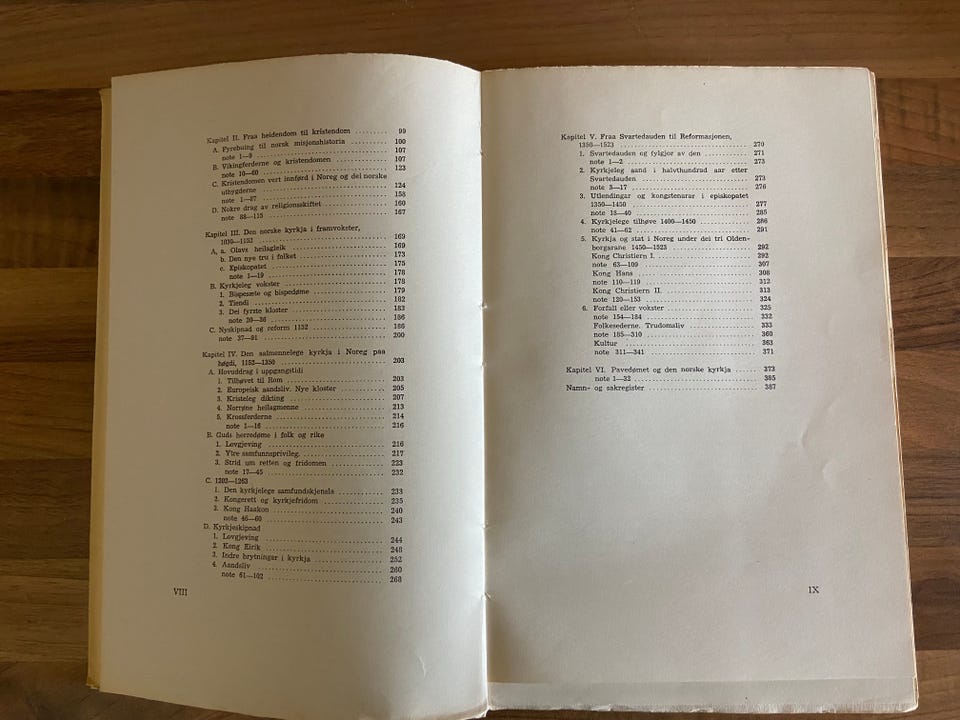 Kapitel II. Fraa heidendom til kristendom .......... 99
A. Fyrebuing til norsk misjonshistoria .......... 100
note 1—9 .......... 107
B. Vikingferderne og kristendomen .......... 107
note 10—60 .......... 123
C. Kristendomen vert innførd i Noreg og dei norske
utbygderne .......... 124
note 1—87 .......... 158
D. Nokre drag av religionsskiftet .......... 160
note 88—115 .......... 167
Kapitel III. Den norske kyrkja i framvokster,
1030—1152 .......... 169
A, a. Olavs heilagleik .......... 169
b. Den nye tru i folket .......... 173
c. Episkopatet .......... 175
note 1—19 .......... 178
B. Kyrkjeleg vokster .......... 178
1. Bispesæte og bispedøme .......... 179
2. Tiendi .......... 182
3. Dei fyrste kloster .......... 183
note 20—36 .......... 186
C. Nyskipnad og reform 1152 .......... 186
note 37—91 .......... 200
Kapitel IV. Den aalmennelege kyrkja i Noreg paa
høgdi, 1152—1350 .......... 203
A. Hovuddrag i uppgangstidi
1. Tilhøvet til Rom .......... 203
2. Europeisk aandsliv. Nye kloster .......... 205
3. Kristeleg dikting .......... 207
4. Norrøne heilagmenne .......... 213
5. Krossferderne .......... 214
note 1—16 .......... 216
B. Guds herredøme i folk og rike
1. Lovgjeving .......... 216
2. Ytre samfunnsprivileg. .......... 217
3. Strid um retten og fridomen .......... 223
note 17—45 .......... 232
C. 1202—1263
1. Den kyrkjelege samfundskjensla .......... 233
2. Kongerett og kyrkjefridom .......... 235
3. Kong Haakon .......... 240
note 46—60 .......... 243
D. Kyrkjeskipnad
1. Lovgjeving .......... 244
2. Kong Eirik .......... 248
3. Indre brytningar i kyrkja .......... 252
4. Aandsliv .......... 260
note 61—102 .......... 268
VIII
Kapitel V. Fraa Svartedauden til Reformasjonen,
1350—1523 .......... 270
1. Svartedauden og fylgjor av den .......... 271
note 1—2 .......... 273
2. Kyrkjeleg aand i halvthundrad aar etter
Svartedauden .......... 273
note 3—17 .......... 276
3. Utlendingar og kongstenarar i episkopatet
1350—1450 .......... 277
note 18—40 .......... 285
4. Kyrkjelege tilhøve 1400—1450 .......... 286
note 41—62 .......... 291
5. Kyrkja og stat i Noreg under dei tri Olden-
borgarane 1450—1523 .......... 292
Kong Christiern I. .......... 292
note 63—109 .......... 307
Kong Hans .......... 308
note 110—119 .......... 312
Kong Christiern II. .......... 313
note 120—153 .......... 324
6. Forfall eller vokster .......... 325
note 154—184 .......... 332
Folkesederne. Trudomsliv .......... 333
note 185—310 .......... 360
Kultur .......... 363
note 311—341 .......... 371
Kapitel VI. Pavedømet og den norske kyrkja .......... 373
note 1—32 .......... 385
Namn- og sakregister .......... 387
IX